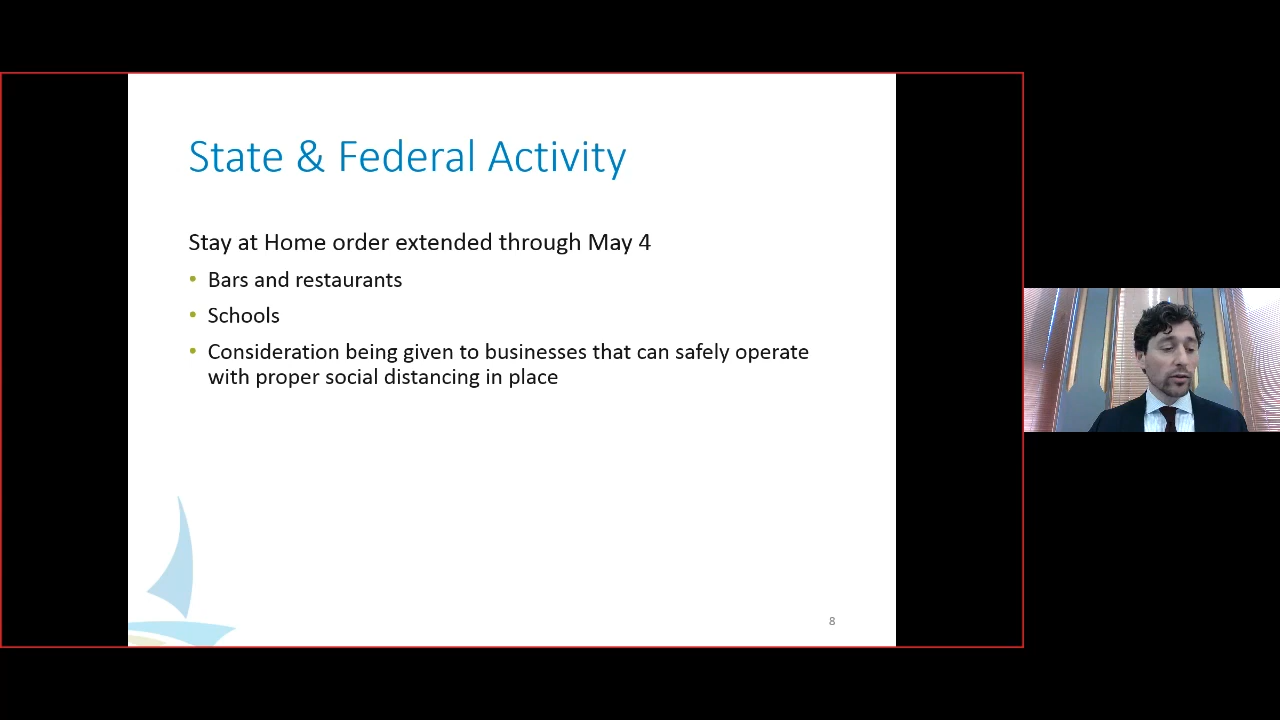 State & Federal Activity
Stay at Home order extended through May 4
• Bars and restaurants
• Schools
• Consideration being given to businesses that can safely operate
with proper social distancing in place
8